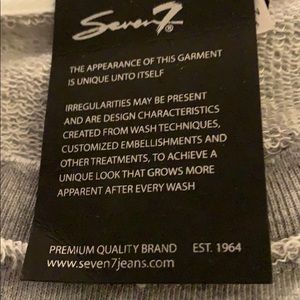 Seven7®
THE APPEARANCE OF THIS GARMENT
IS UNIQUE UNTO ITSELF
IRREGULARITIES MAY BE PRESENT
AND ARE DESIGN CHARACTERISTICS
CREATED FROM WASH TECHNIQUES,
CUSTOMIZED EMBELLISHMENTS AND
OTHER TREATMENTS, TO ACHIEVE A
UNIQUE LOOK THAT GROWS MORE
APPARENT AFTER EVERY WASH
PREMIUM QUALITY BRAND EST. 1964
www.seven7jeans.com